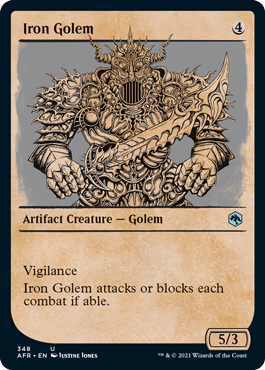 Iron Golem 4
Artifact Creature — Golem
Vigilance
Iron Golem attacks or blocks each
combat if able.
5/3
348 U
AFR • EN Justine Jones
™ & © 2021 Wizards of the Coast